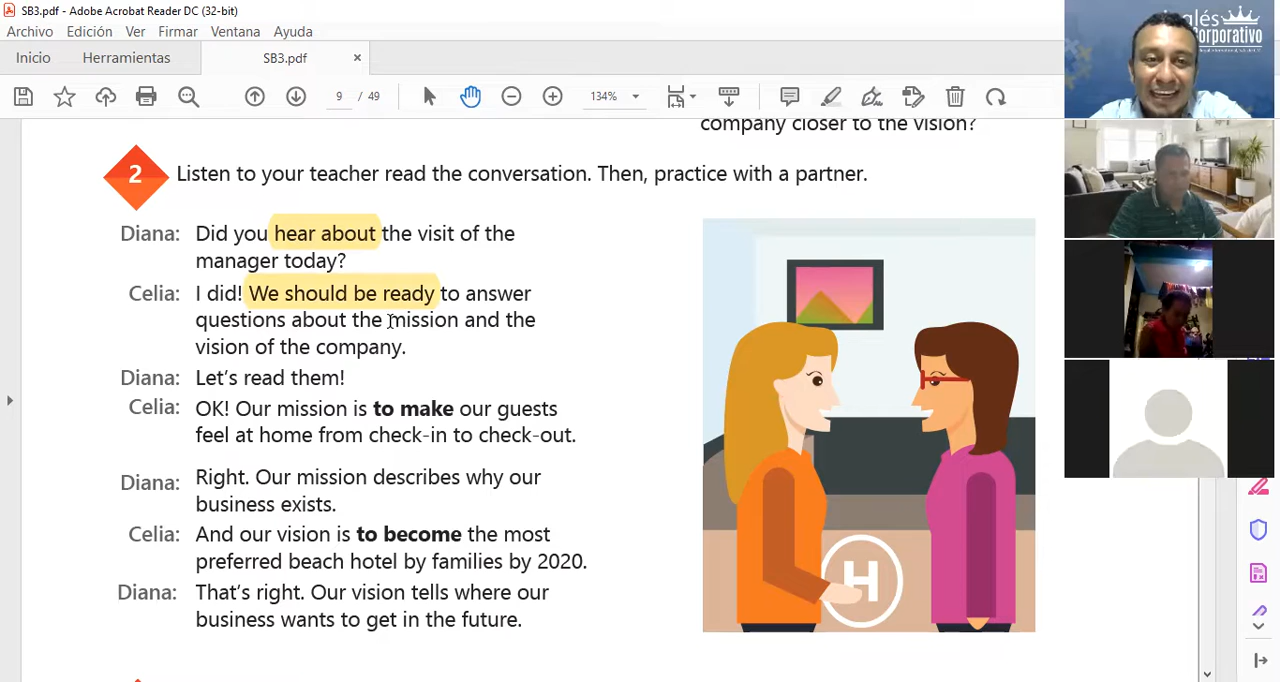 SB3.pdf - Adobe Acrobat Reader DC (32-bit)
Archivo Edición Ver Firmar Ventana Ayuda
Inicio Herramientas SB3.pdf ×
9 / 49 134%
company closer to the vision?
2 Listen to your teacher read the conversation. Then, practice with a partner.
Diana: Did you hear about the visit of the
manager today?
Celia: I did! We should be ready to answer
questions about the mission and the
vision of the company.
Diana: Let's read them!
Celia: OK! Our mission is to make our guests
feel at home from check-in to check-out.
Diana: Right. Our mission describes why our
business exists.
Celia: And our vision is to become the most
preferred beach hotel by families by 2020.
Diana: That's right. Our vision tells where our
business wants to get in the future.
H